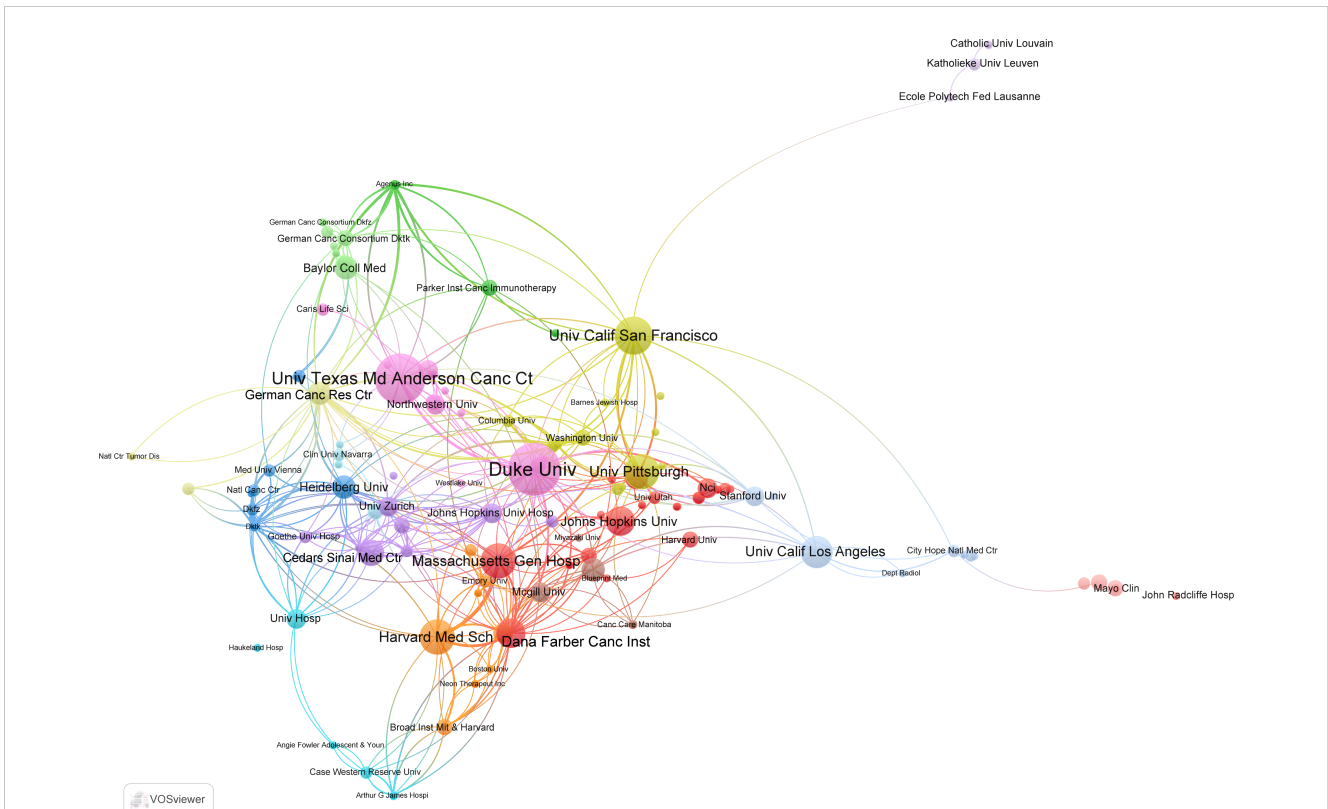 Catholic Univ Louvain
Katholieke Univ Leuven
Ecole Polytech Fed Lausanne
Agenus Inc
German Canc Consortium Dkfz
German Canc Consortium Dktk
Baylor Coll Med
Parker Inst Canc Immunotherapy
Caris Life Sci
Univ Calif San Francisco
Univ Texas Md Anderson Canc Ct
German Canc Res Ctr
Northwestern Univ
Barnes Jewish Hosp
Columbia Univ
Washington Univ
Natl Ctr Tumor Dis
Clin Univ Navarra
Med Univ Vienna
Duke Univ
Univ Pittsburgh
Westlake Univ
Heidelberg Univ
Natl Canc Ctr
Nci
Stanford Univ
Univ Utah
Univ Zurich
Dkfz
Johns Hopkins Univ Hosp
Johns Hopkins Univ
Dktk
Goethe Univ Hosp
Miyazaki Univ
Harvard Univ
Univ Calif Los Angeles
City Hope Natl Med Ctr
Cedars Sinai Med Ctr
Massachusetts Gen Hosp
Dept Radiol
Emory Univ
Blueprint Med
Mcgill Univ
Mayo Clin
John Radcliffe Hosp
Univ Hosp
Canc Care Manitoba
Harvard Med Sch
Dana Farber Canc Inst
Haukeland Hosp
Boston Univ
Neon Therapeut Inc
Broad Inst Mit & Harvard
Angie Fowler Adolescent & Youn
Case Western Reserve Univ
Arthur G James Hospi
VOSviewer